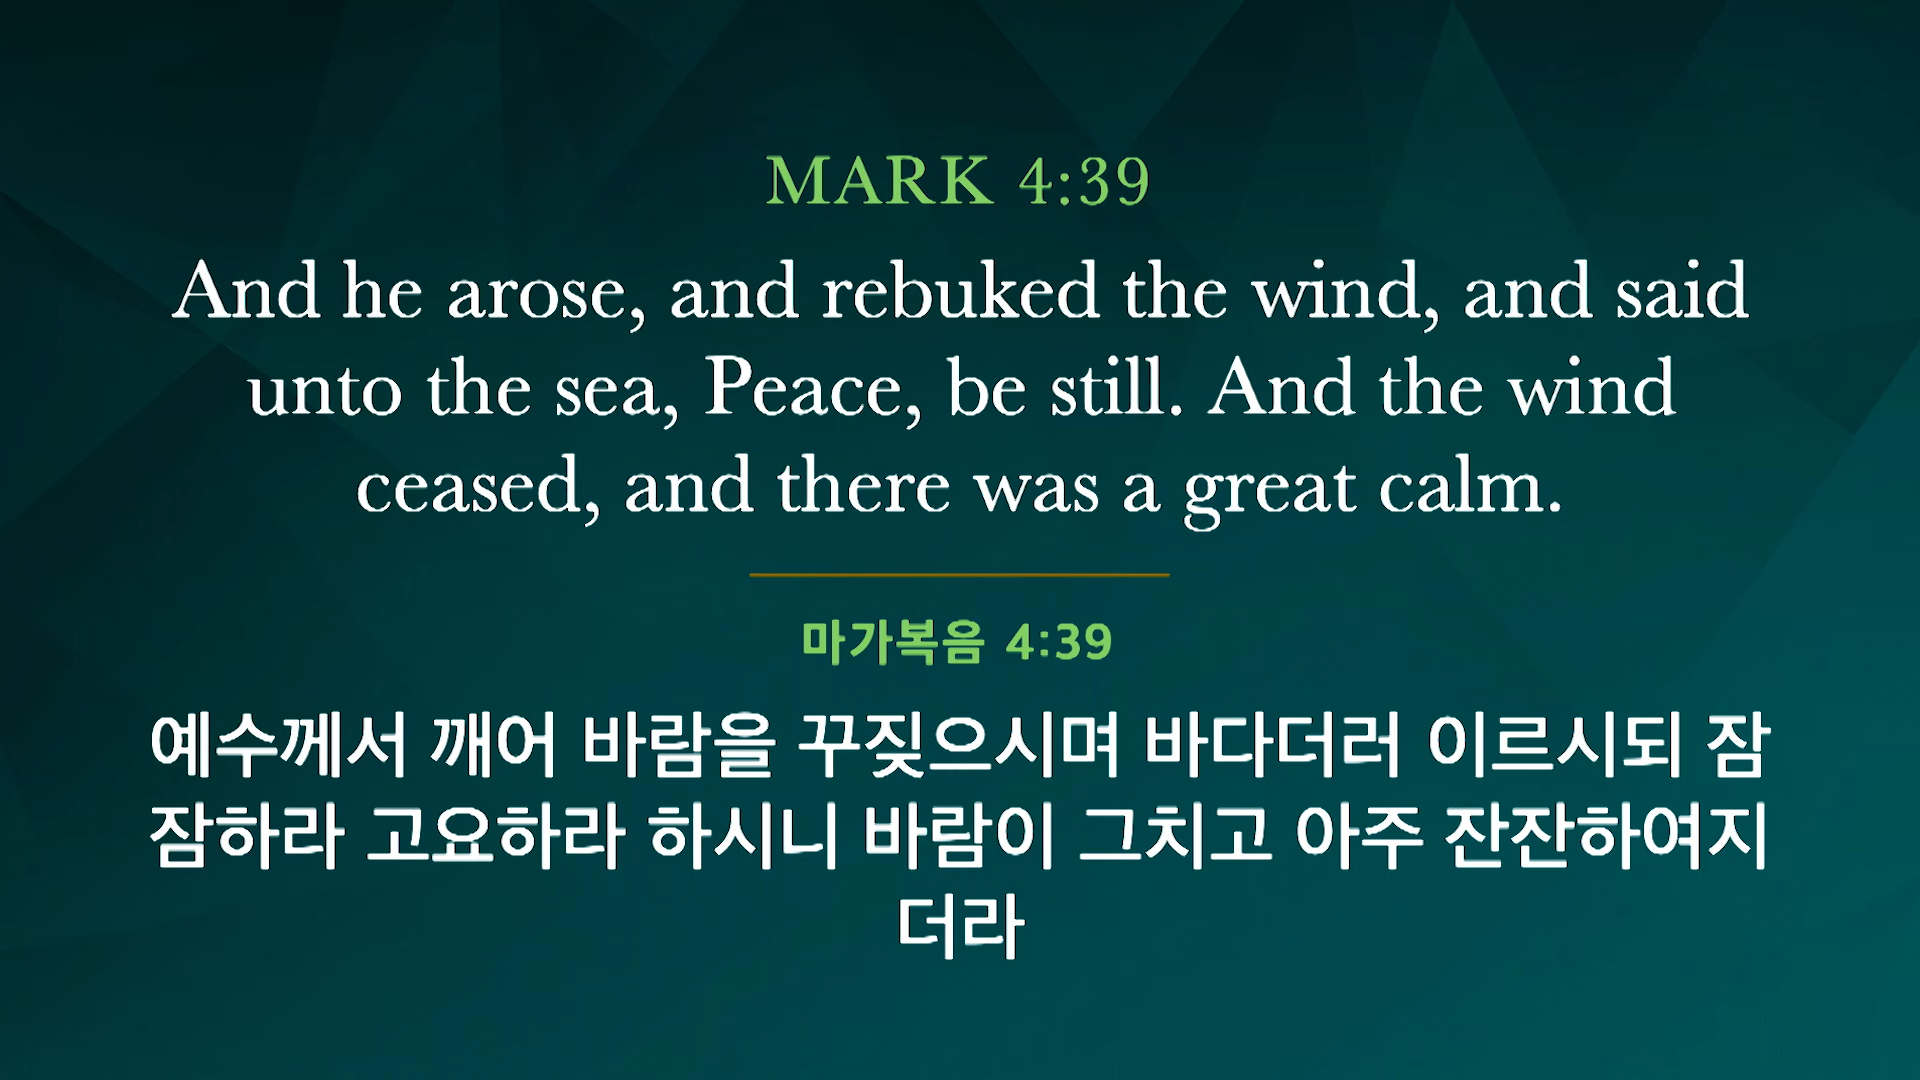 MARK 4:39
And he arose, and rebuked the wind, and said
unto the sea, Peace, be still. And the wind
ceased, and there was a great calm.
마가복음 4:39
예수께서 깨어 바람을 꾸짖으시며 바다더러 이르시되 잠
잠하라 고요하라 하시니 바람이 그치고 아주 잔잔하여지
더라